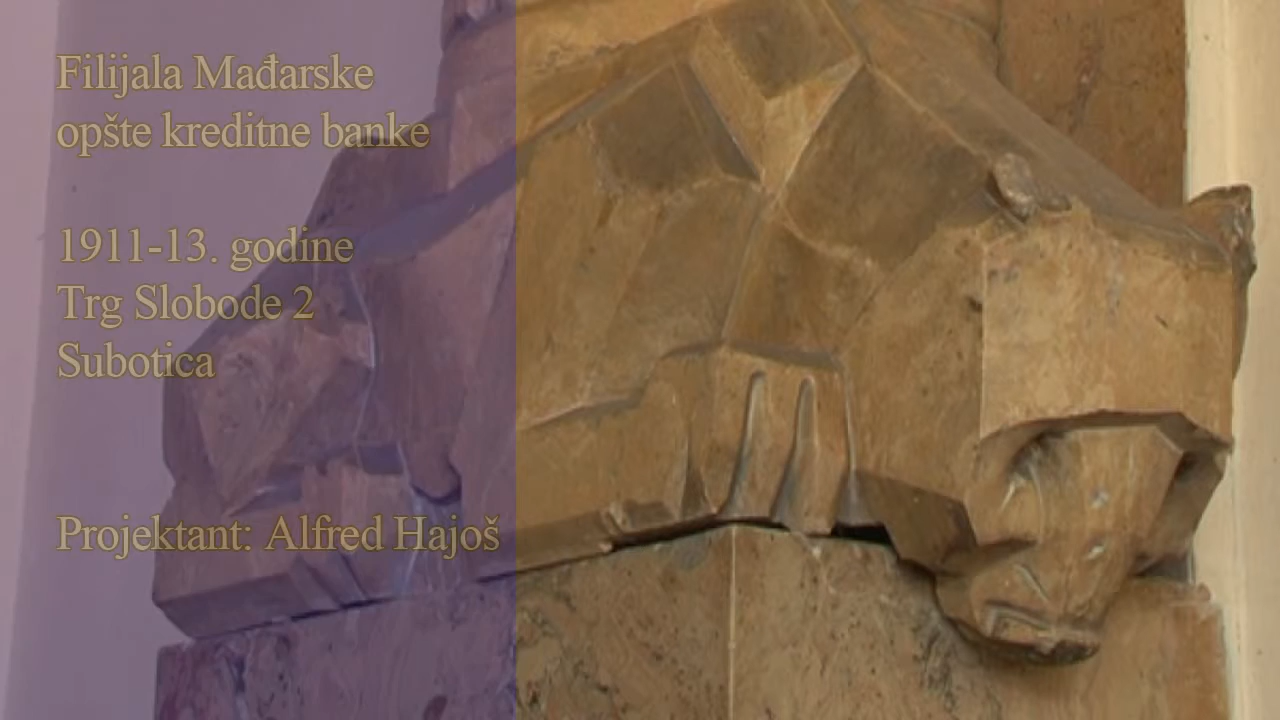 Filijala Mađarske
opšte kreditne banke
1911-13. godine
Trg Slobode 2
Subotica
Projektant: Alfred Hajoš